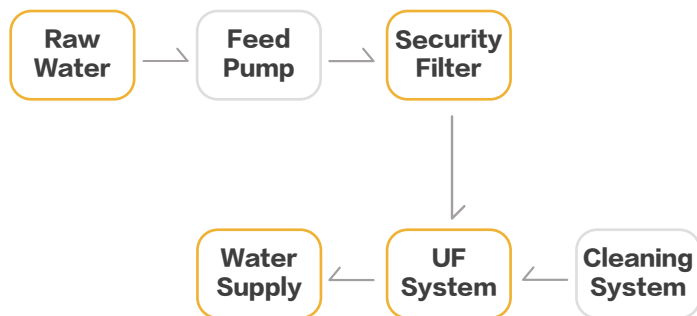 Raw
Water
Feed
Pump
Security
Filter
Water
Supply
UF
System
Cleaning
System